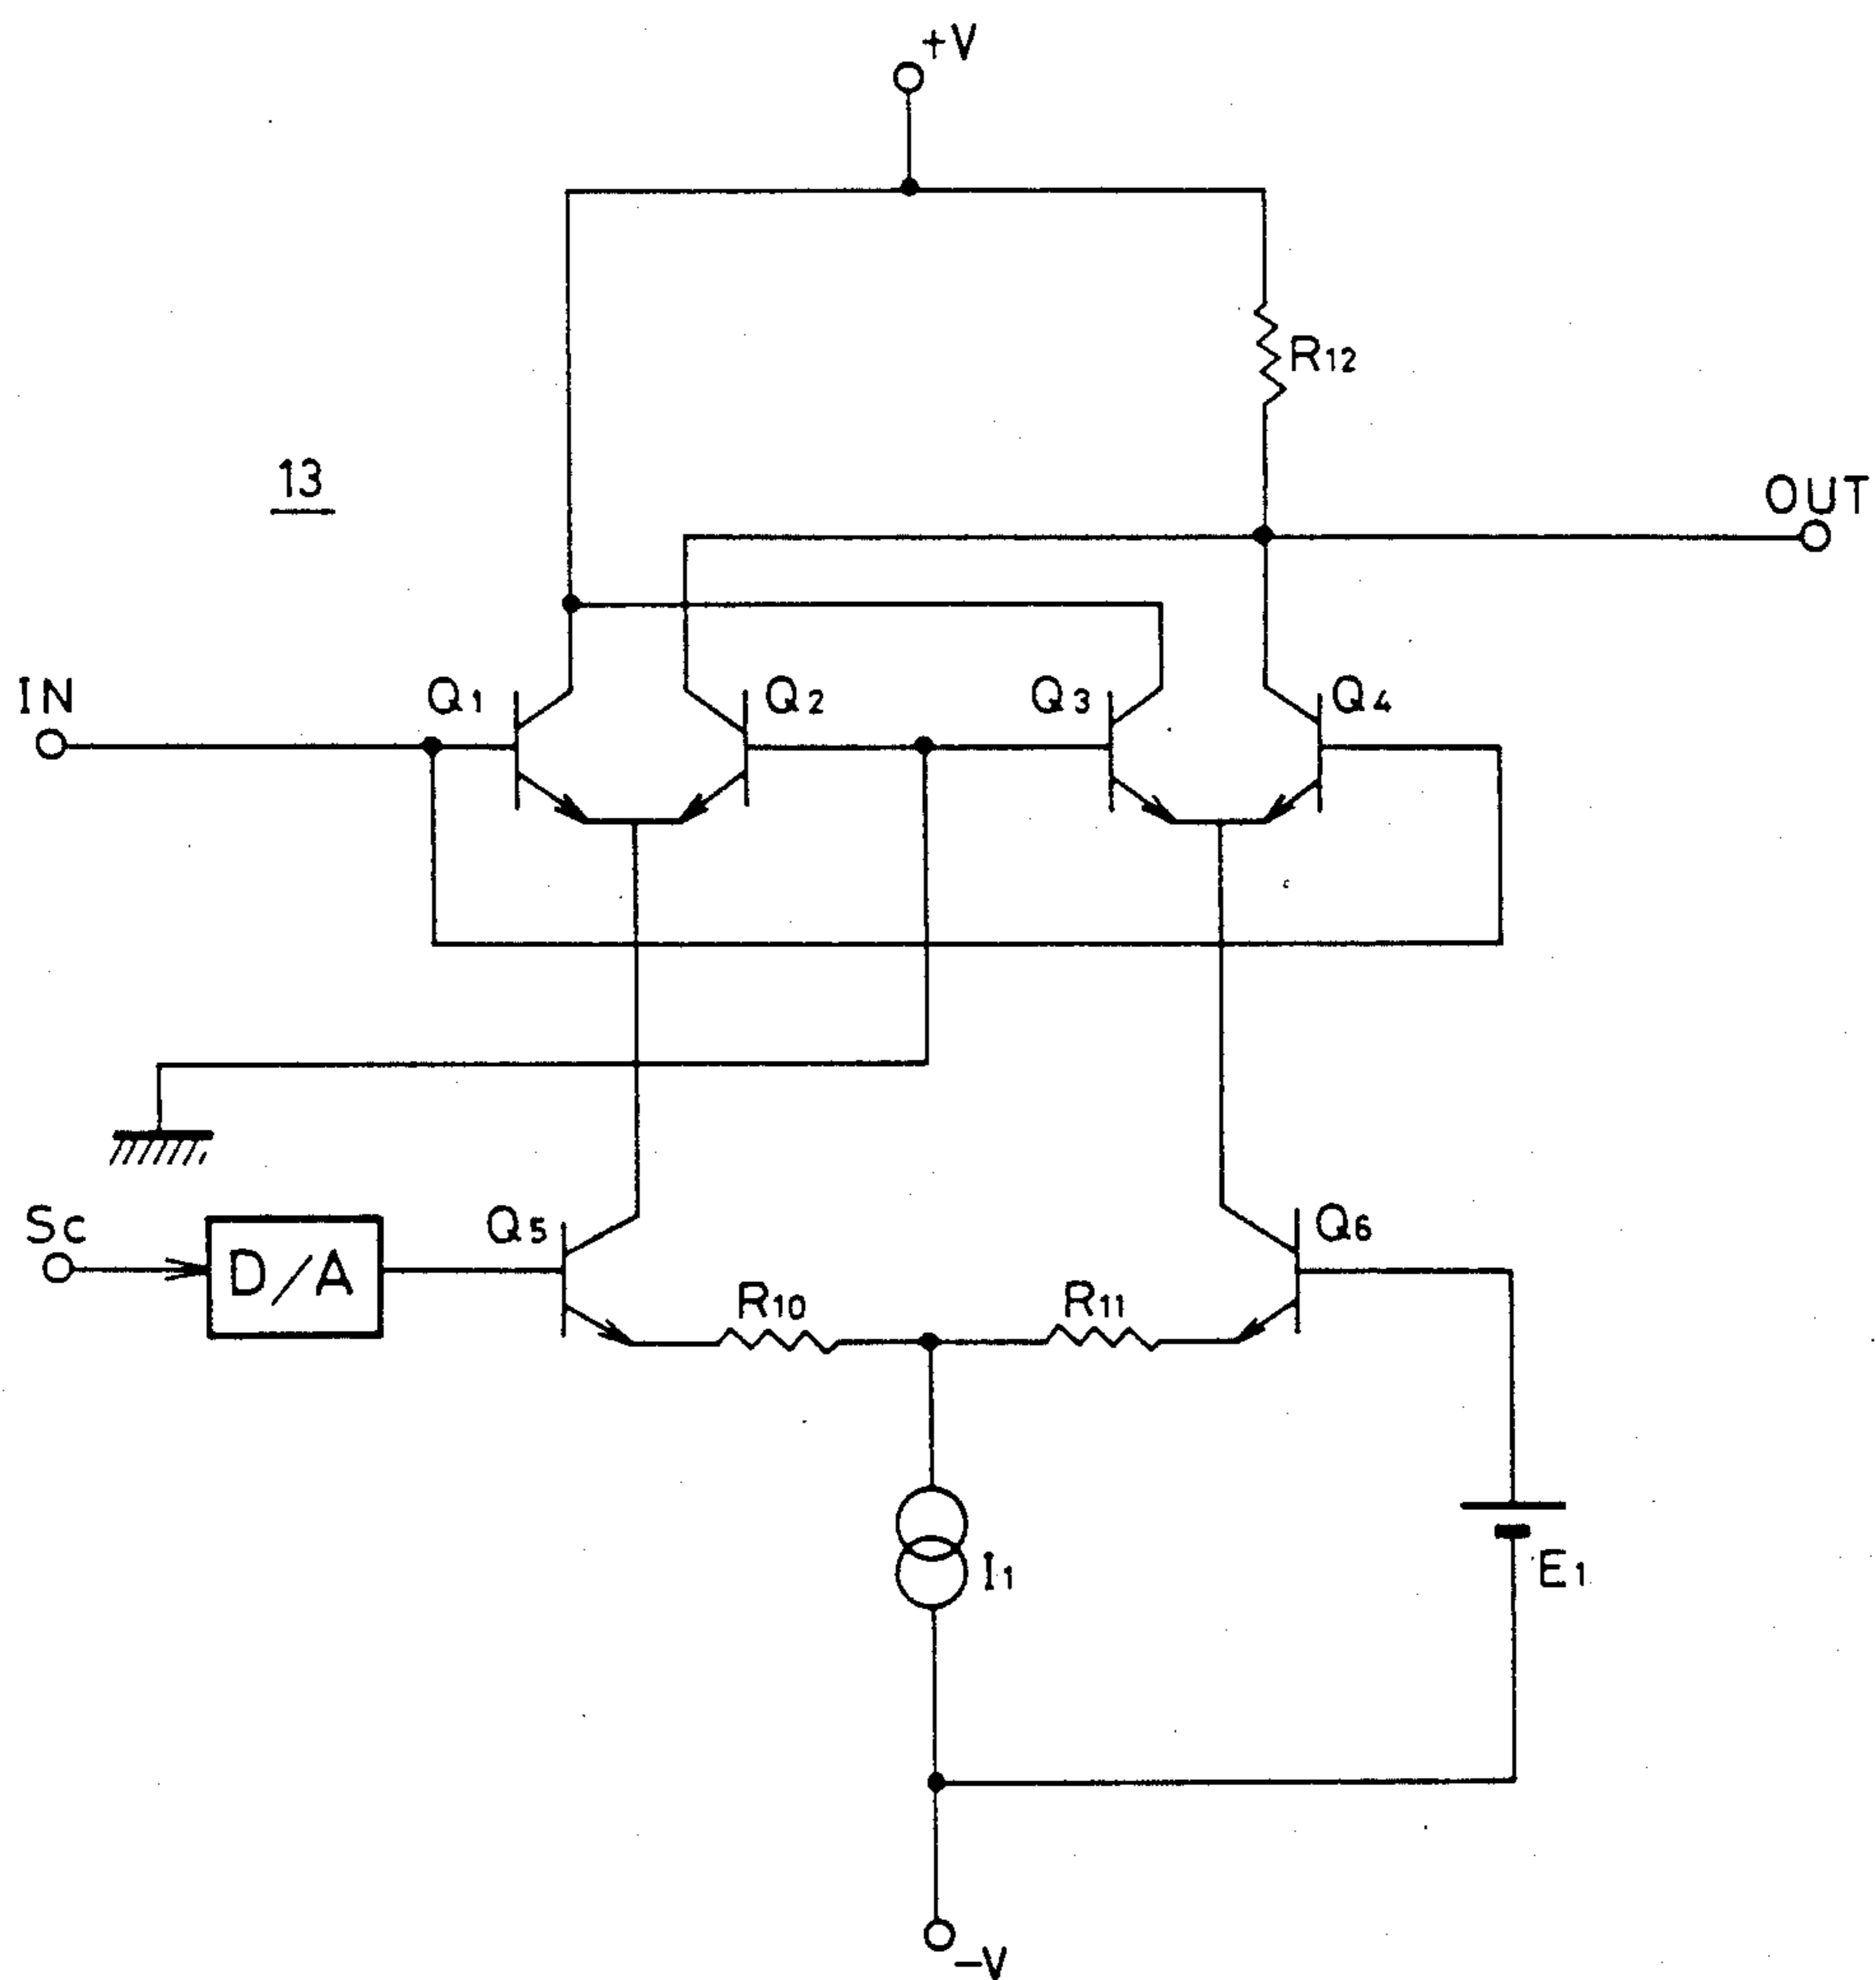 +V
R12
13
OUT
IN
Q1
Q2
Q3
Q4
Sc
D/A
Q5
Q6
R10
R11
I1
E1
-V